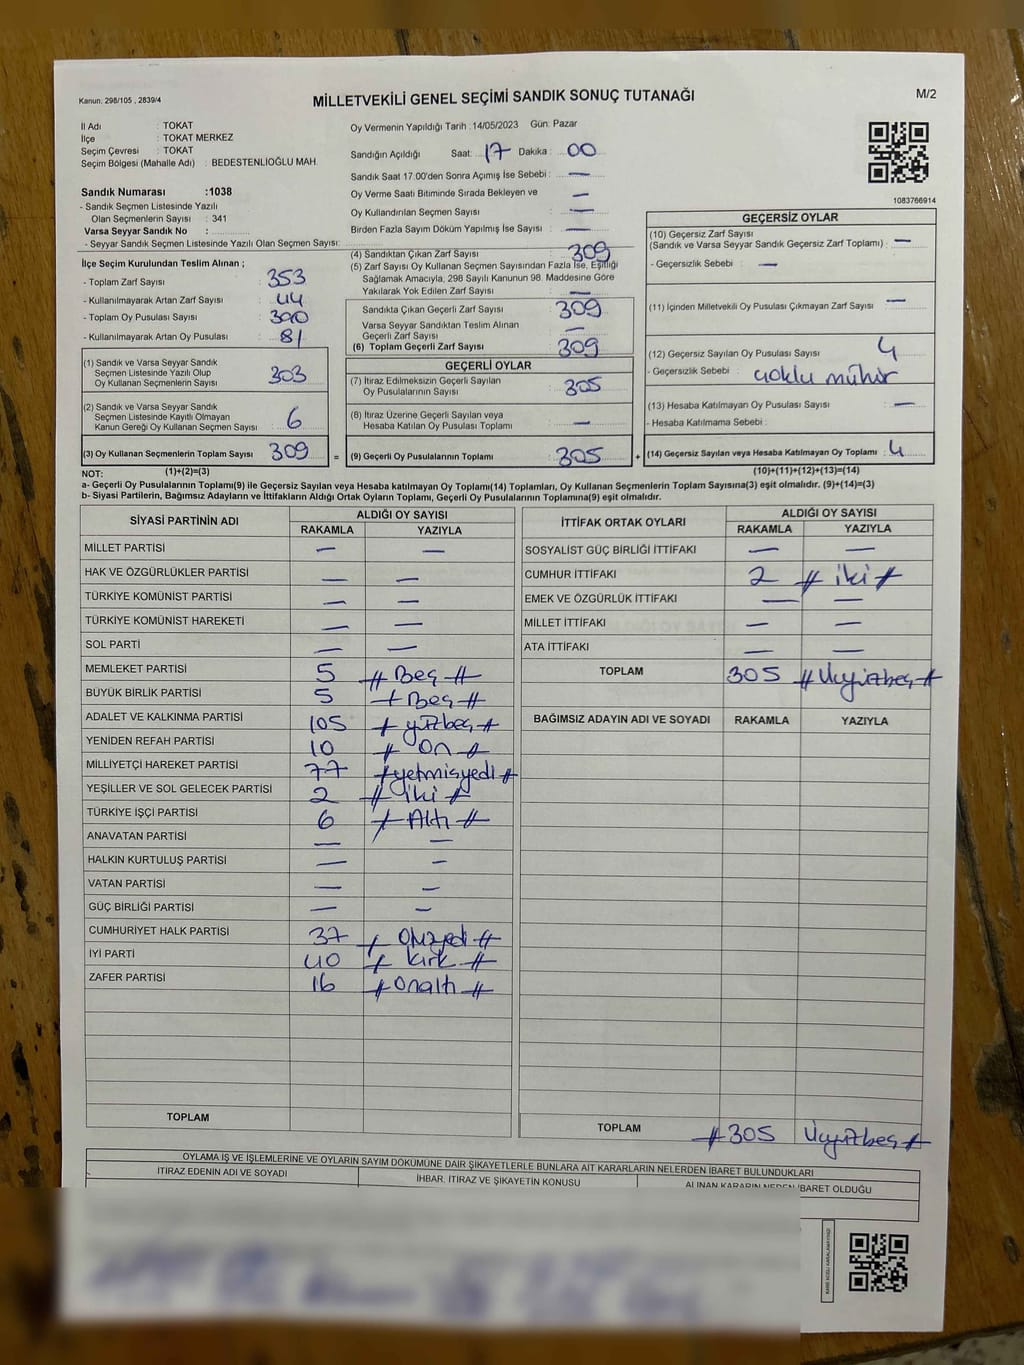 Kanun. 298/105 , 2839/4
MİLLETVEKİLİ GENEL SEÇİMİ SANDIK SONUÇ TUTANAĞI
M/2
İl Adı : TOKAT
İlçe : TOKAT MERKEZ
Seçim Çevresi : TOKAT
Seçim Bölgesi (Mahalle Adı) : BEDESTENLİOĞLU MAH.
Sandık Numarası :1038
- Sandık Seçmen Listesinde Yazılı
Olan Seçmenlerin Sayısı : 341
Varsa Seyyar Sandık No :
- Seyyar Sandık Seçmen Listesinde Yazılı Olan Seçmen Sayısı:
İlçe Seçim Kurulundan Teslim Alınan ;
- Toplam Zarf Sayısı : 353
- Kullanılmayarak Artan Zarf Sayısı : 44
- Toplam Oy Pusulası Sayısı : 390
- Kullanılmayarak Artan Oy Pusulası : 81
(1) Sandık ve Varsa Seyyar Sandık
Seçmen Listesinde Yazılı Olup
Oy Kullanan Seçmenlerin Sayısı : 303
(2) Sandık ve Varsa Seyyar Sandık
Seçmen Listesinde Kayıtlı Olmayan
Kanun Gereği Oy Kullanan Seçmen Sayısı : 6
(3) Oy Kullanan Seçmenlerin Toplam Sayısı : 309 =
Oy Vermenin Yapıldığı Tarih : 14/05/2023 Gün: Pazar
Sandığın Açıldığı Saat: 17 Dakika : 00
Sandık Saat 17.00'den Sonra Açımış İse Sebebi : —
Oy Verme Saati Bitiminde Sırada Bekleyen ve —
Oy Kullandırılan Seçmen Sayısı : —
Birden Fazla Sayım Döküm Yapılmış İse Sayısı : —
(4) Sandıktan Çıkan Zarf Sayısı : 309
(5) Zarf Sayısı Oy Kullanan Seçmen Sayısından Fazla İse, Eşitliği
Sağlamak Amacıyla, 298 Sayılı Kanunun 98. Maddesine Göre
Yakılarak Yok Edilen Zarf Sayısı : —
Sandıkta Çıkan Geçerli Zarf Sayısı : 309
Varsa Seyyar Sandıktan Teslim Alınan
Geçerli Zarf Sayısı : —
(6) Toplam Geçerli Zarf Sayısı : 309
GEÇERLİ OYLAR
(7) İtiraz Edilmeksizin Geçerli Sayılan
Oy Pusulalarının Sayısı : 305
(8) İtiraz Üzerine Geçerli Sayılan veya
Hesaba Katılan Oy Pusulası Toplamı : —
(9) Geçerli Oy Pusulalarının Toplamı : 305 +
1083766914
GEÇERSİZ OYLAR
(10) Geçersiz Zarf Sayısı
(Sandık ve Varsa Seyyar Sandık Geçersiz Zarf Toplamı) : —
- Geçersizlik Sebebi : —
(11) İçinden Milletvekili Oy Pusulası Çıkmayan Zarf Sayısı : —
(12) Geçersiz Sayılan Oy Pusulası Sayısı : 4
- Geçersizlik Sebebi : çoklu mühür
(13) Hesaba Katılmayan Oy Pusulası Sayısı : —
- Hesaba Katılmama Sebebi :
(14) Geçersiz Sayılan veya Hesaba Katılmayan Oy Toplamı : 4
NOT: (1)+(2)=(3)
(10)+(11)+(12)+(13)=(14)
a- Geçerli Oy Pusulalarının Toplamı(9) ile Geçersiz veya Hesaba katılmayan Oy Toplamı(14) Toplamları, Oy Kullanan Seçmenlerin Toplam Sayısına(3) eşit olmalıdır. (9)+(14)=(3)
b- Siyasi Partilerin, Bağımsız Adayların ve İttifakların Aldığı Ortak Oyların Toplamı, Geçerli Oy Pusulalarının Toplamına(9) eşit olmalıdır.
SİYASİ PARTİNİN ADI
ALDIĞI OY SAYISI
RAKAMLA YAZIYLA
MİLLET PARTİSİ — —
HAK VE ÖZGÜRLÜKLER PARTİSİ — —
TÜRKİYE KOMÜNİST PARTİSİ — —
TÜRKİYE KOMÜNİST HAREKETİ — —
SOL PARTİ — —
MEMLEKET PARTİSİ 5 # Beş #
BÜYÜK BİRLİK PARTİSİ 5 # Beş #
ADALET VE KALKINMA PARTİSİ 105 # yüzbeş #
YENİDEN REFAH PARTİSİ 10 # On #
MİLLİYETÇİ HAREKET PARTİSİ 77 # yetmişyedi #
YEŞİLLER VE SOL GELECEK PARTİSİ 2 # iki #
TÜRKİYE İŞÇİ PARTİSİ 6 # Altı #
ANAVATAN PARTİSİ — —
HALKIN KURTULUŞ PARTİSİ — —
VATAN PARTİSİ — —
GÜÇ BİRLİĞİ PARTİSİ — —
CUMHURİYET HALK PARTİSİ 37 # Otuzyedi #
İYİ PARTİ 40 # kırk #
ZAFER PARTİSİ 16 # Onaltı #
TOPLAM
İTTİFAK ORTAK OYLARI
ALDIĞI OY SAYISI
RAKAMLA YAZIYLA
SOSYALİST GÜÇ BİRLİĞİ İTTİFAKI — —
CUMHUR İTTİFAKI 2 # iki #
EMEK VE ÖZGÜRLÜK İTTİFAKI — —
MİLLET İTTİFAKI — —
ATA İTTİFAKI — —
TOPLAM 305 # Üçyüzbeş #
BAĞIMSIZ ADAYIN ADI VE SOYADI RAKAMLA YAZIYLA
TOPLAM # 305 Üçyüzbeş #
OYLAMA İŞ VE İŞLEMLERİNE VE OYLARIN SAYIM DÖKÜMÜNE DAİR ŞİKAYETLERLE BUNLARA AİT KARARLARIN NELERDEN İBARET BULUNDUKLARI
İTİRAZ EDENİN ADI VE SOYADI
İHBAR, İTİRAZ VE ŞİKAYETİN KONUSU
ALINAN KARARIN NEDEN İBARET OLDUĞU